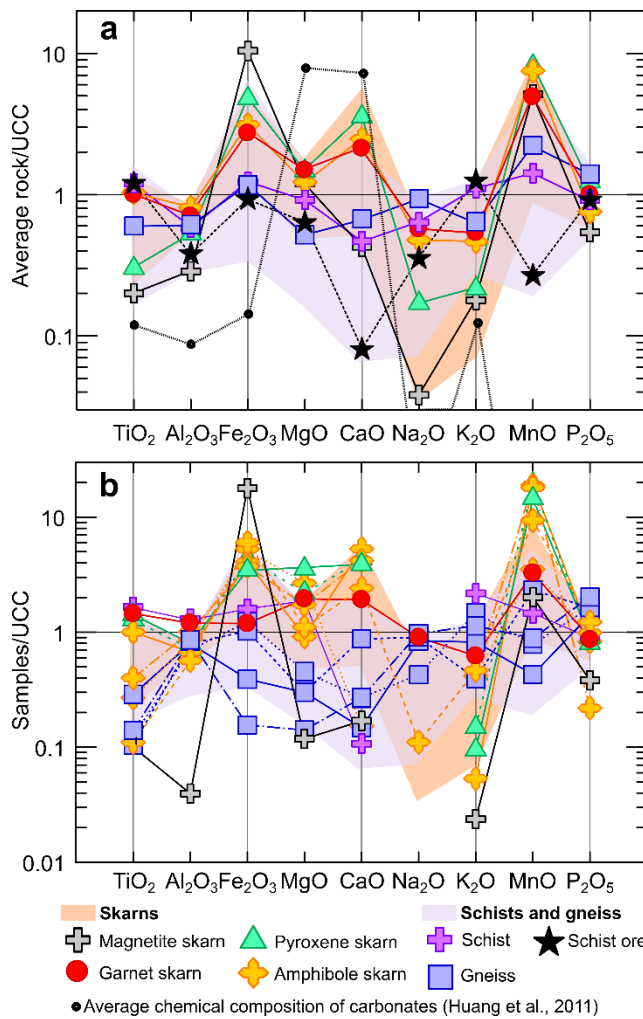 a
Average rock/UCC
10
1
0.1
TiO₂ Al₂O₃ Fe₂O₃ MgO CaO Na₂O K₂O MnO P₂O₅
b
Samples/UCC
10
1
0.1
0.01
TiO₂ Al₂O₃ Fe₂O₃ MgO CaO Na₂O K₂O MnO P₂O₅
Skarns Schists and gneiss
Magnetite skarn Pyroxene skarn Schist Schist ore
Garnet skarn Amphibole skarn Gneiss
Average chemical composition of carbonates (Huang et al., 2011)